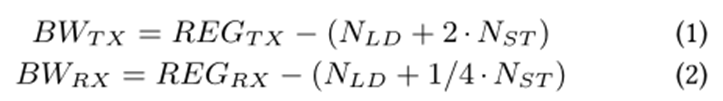 BW_{TX} = REG_{TX} − (N_{LD} + 2 · N_{ST}) (1)
BW_{RX} = REG_{RX} − (N_{LD} + 1/4 · N_{ST}) (2)